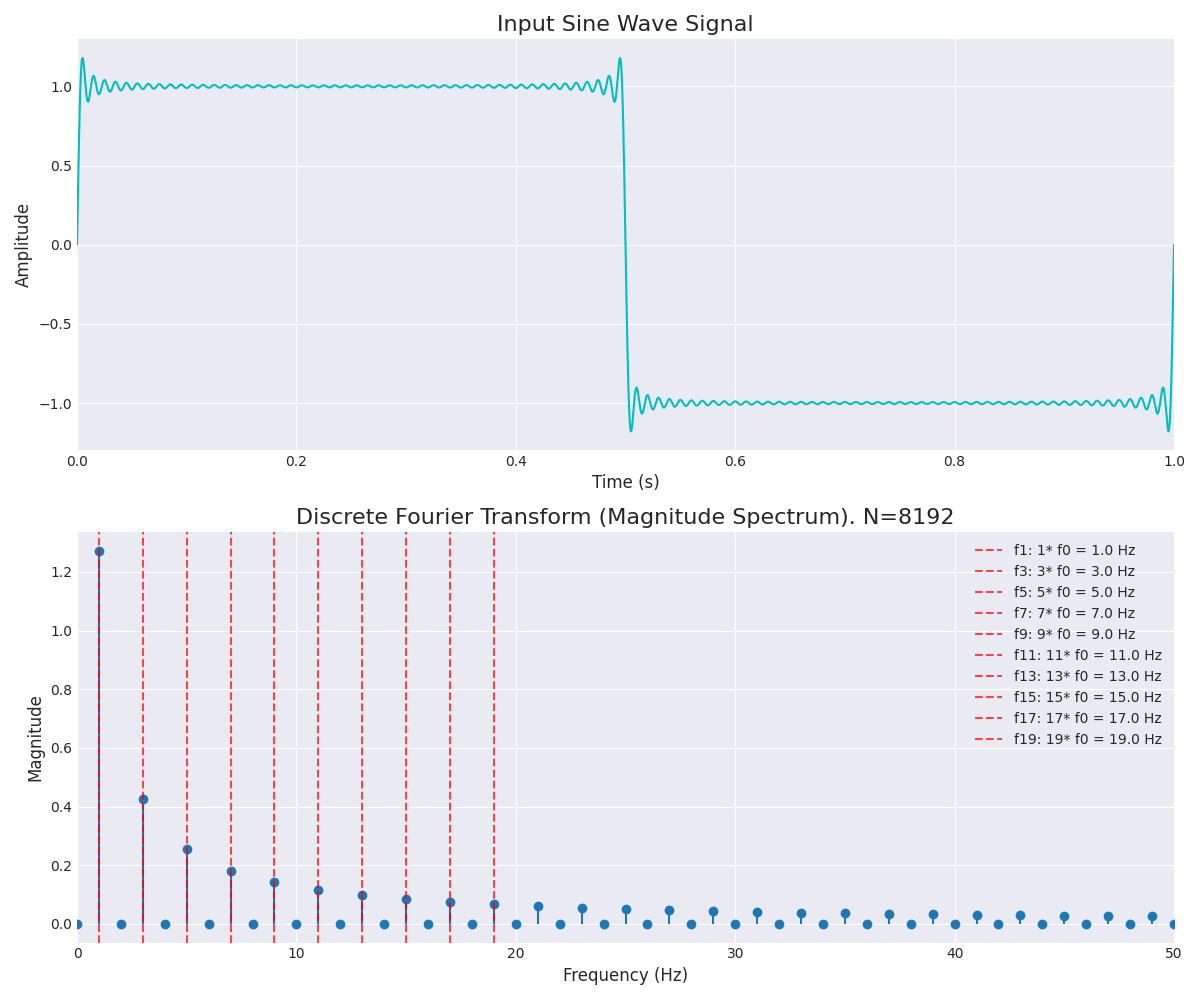 Input Sine Wave Signal
1.0
0.5
0.0
−0.5
−1.0
Amplitude
0.0 0.2 0.4 0.6 0.8 1.0
Time (s)
Discrete Fourier Transform (Magnitude Spectrum). N=8192
f1: 1* f0 = 1.0 Hz
f3: 3* f0 = 3.0 Hz
f5: 5* f0 = 5.0 Hz
f7: 7* f0 = 7.0 Hz
f9: 9* f0 = 9.0 Hz
f11: 11* f0 = 11.0 Hz
f13: 13* f0 = 13.0 Hz
f15: 15* f0 = 15.0 Hz
f17: 17* f0 = 17.0 Hz
f19: 19* f0 = 19.0 Hz
1.2
1.0
0.8
0.6
0.4
0.2
0.0
Magnitude
0 10 20 30 40 50
Frequency (Hz)